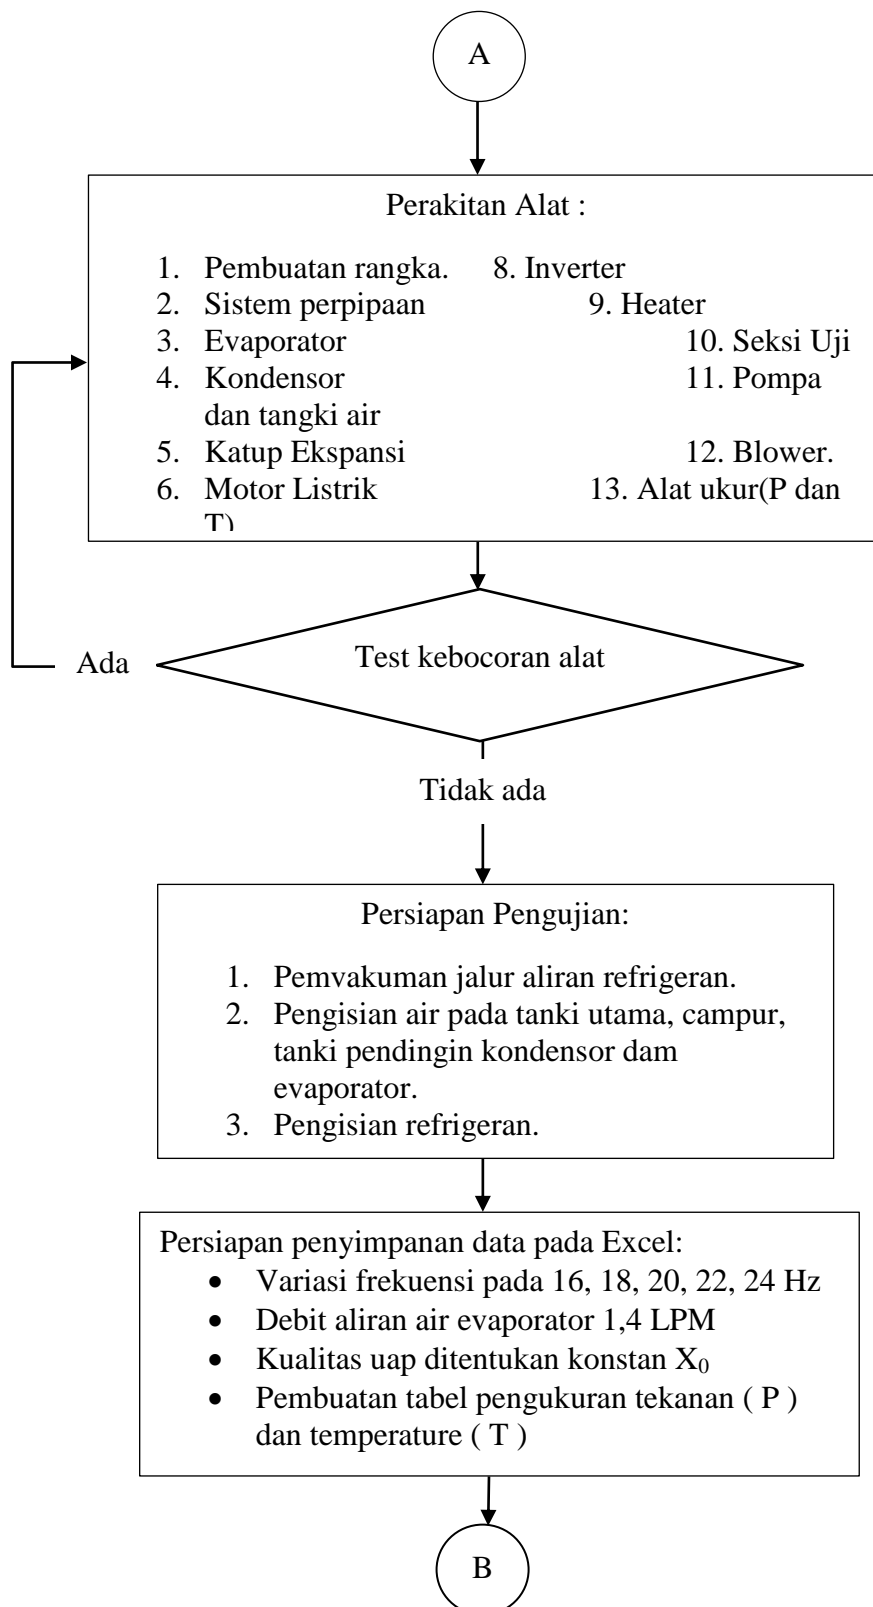 A
Perakitan Alat :
1. Pembuatan rangka. 8. Inverter
2. Sistem perpipaan 9. Heater
3. Evaporator 10. Seksi Uji
4. Kondensor 11. Pompa
dan tangki air
5. Katup Ekspansi 12. Blower.
6. Motor Listrik 13. Alat ukur(P dan
T)
Test kebocoran alat
Ada
Tidak ada
Persiapan Pengujian:
1. Pemvakuman jalur aliran refrigeran.
2. Pengisian air pada tanki utama, campur,
tanki pendingin kondensor dam
evaporator.
3. Pengisian refrigeran.
Persiapan penyimpanan data pada Excel:
• Variasi frekuensi pada 16, 18, 20, 22, 24 Hz
• Debit aliran air evaporator 1,4 LPM
• Kualitas uap ditentukan konstan X₀
• Pembuatan tabel pengukuran tekanan ( P )
dan temperature ( T )
B